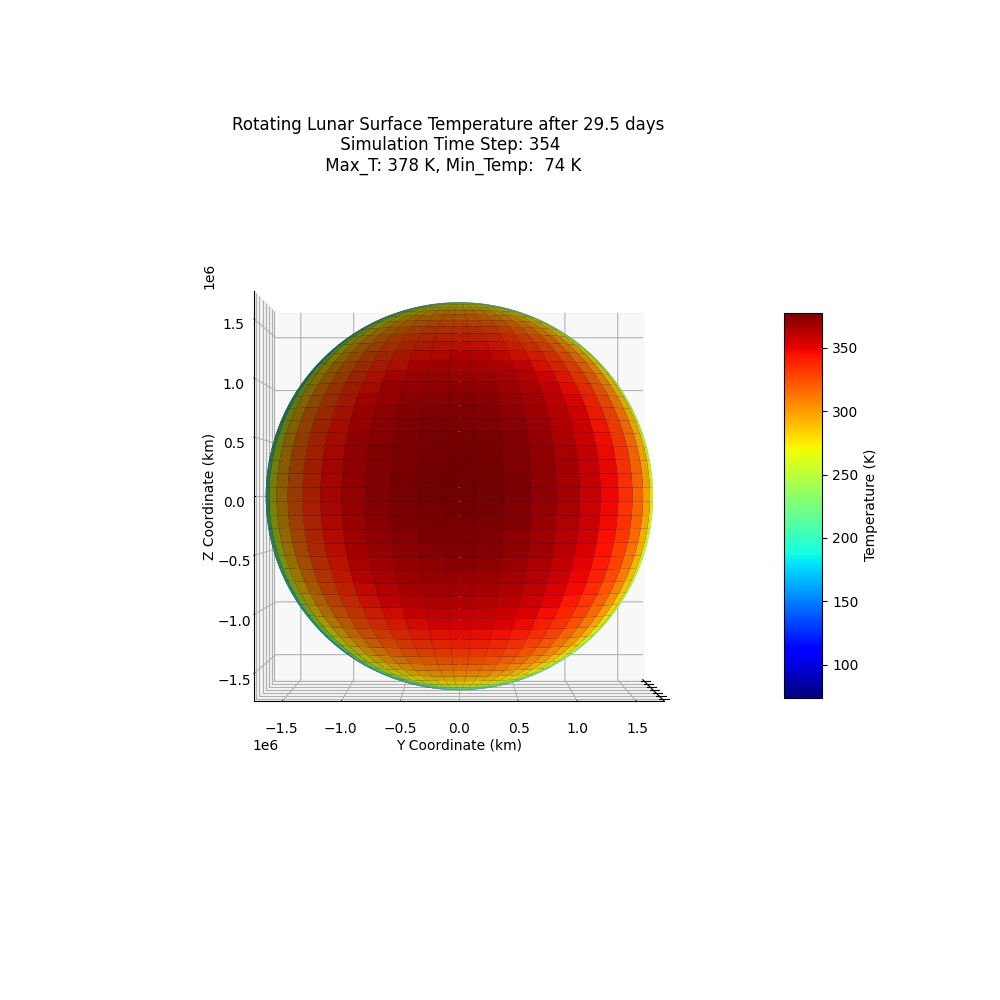 Rotating Lunar Surface Temperature after 29.5 days
Simulation Time Step: 354
Max_T: 378 K, Min_Temp:  74 K
1e6
1.5
1.0
0.5
0.0
−0.5
−1.0
−1.5
Z Coordinate (km)
−1.5 −1.0 −0.5 0.0 0.5 1.0 1.5
1e6
Y Coordinate (km)
350
300
250
200
150
100
Temperature (K)